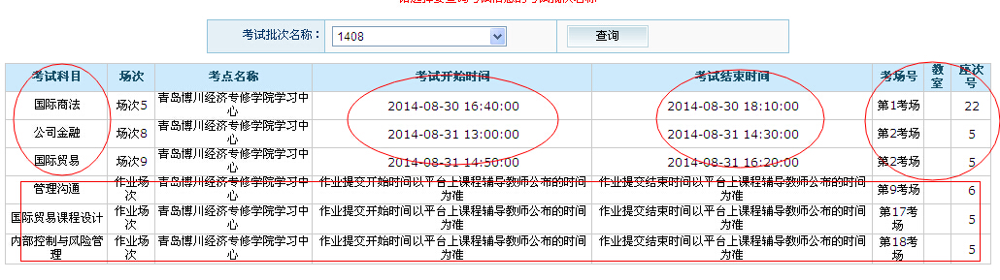 请选择要查询考试信息的考试批次名称
考试批次名称： 1408 查询
考试科目 场次 考点名称 考试开始时间 考试结束时间 考场号 教室 座次号
国际商法 场次5 青岛博川经济专修学院学习中心 2014-08-30 16:40:00 2014-08-30 18:10:00 第1考场 22
公司金融 场次8 青岛博川经济专修学院学习中心 2014-08-31 13:00:00 2014-08-31 14:30:00 第2考场 5
国际贸易 场次9 青岛博川经济专修学院学习中心 2014-08-31 14:50:00 2014-08-31 16:20:00 第2考场 5
管理沟通 作业场次 青岛博川经济专修学院学习中心 作业提交开始时间以平台上课程辅导教师公布的时间为准 作业提交结束时间以平台上课程辅导教师公布的时间为准 第9考场 6
国际贸易课程设计 作业场次 青岛博川经济专修学院学习中心 作业提交开始时间以平台上课程辅导教师公布的时间为准 作业提交结束时间以平台上课程辅导教师公布的时间为准 第17考场 5
内部控制与风险管理 作业场次 青岛博川经济专修学院学习中心 作业提交开始时间以平台上课程辅导教师公布的时间为准 作业提交结束时间以平台上课程辅导教师公布的时间为准 第18考场 5